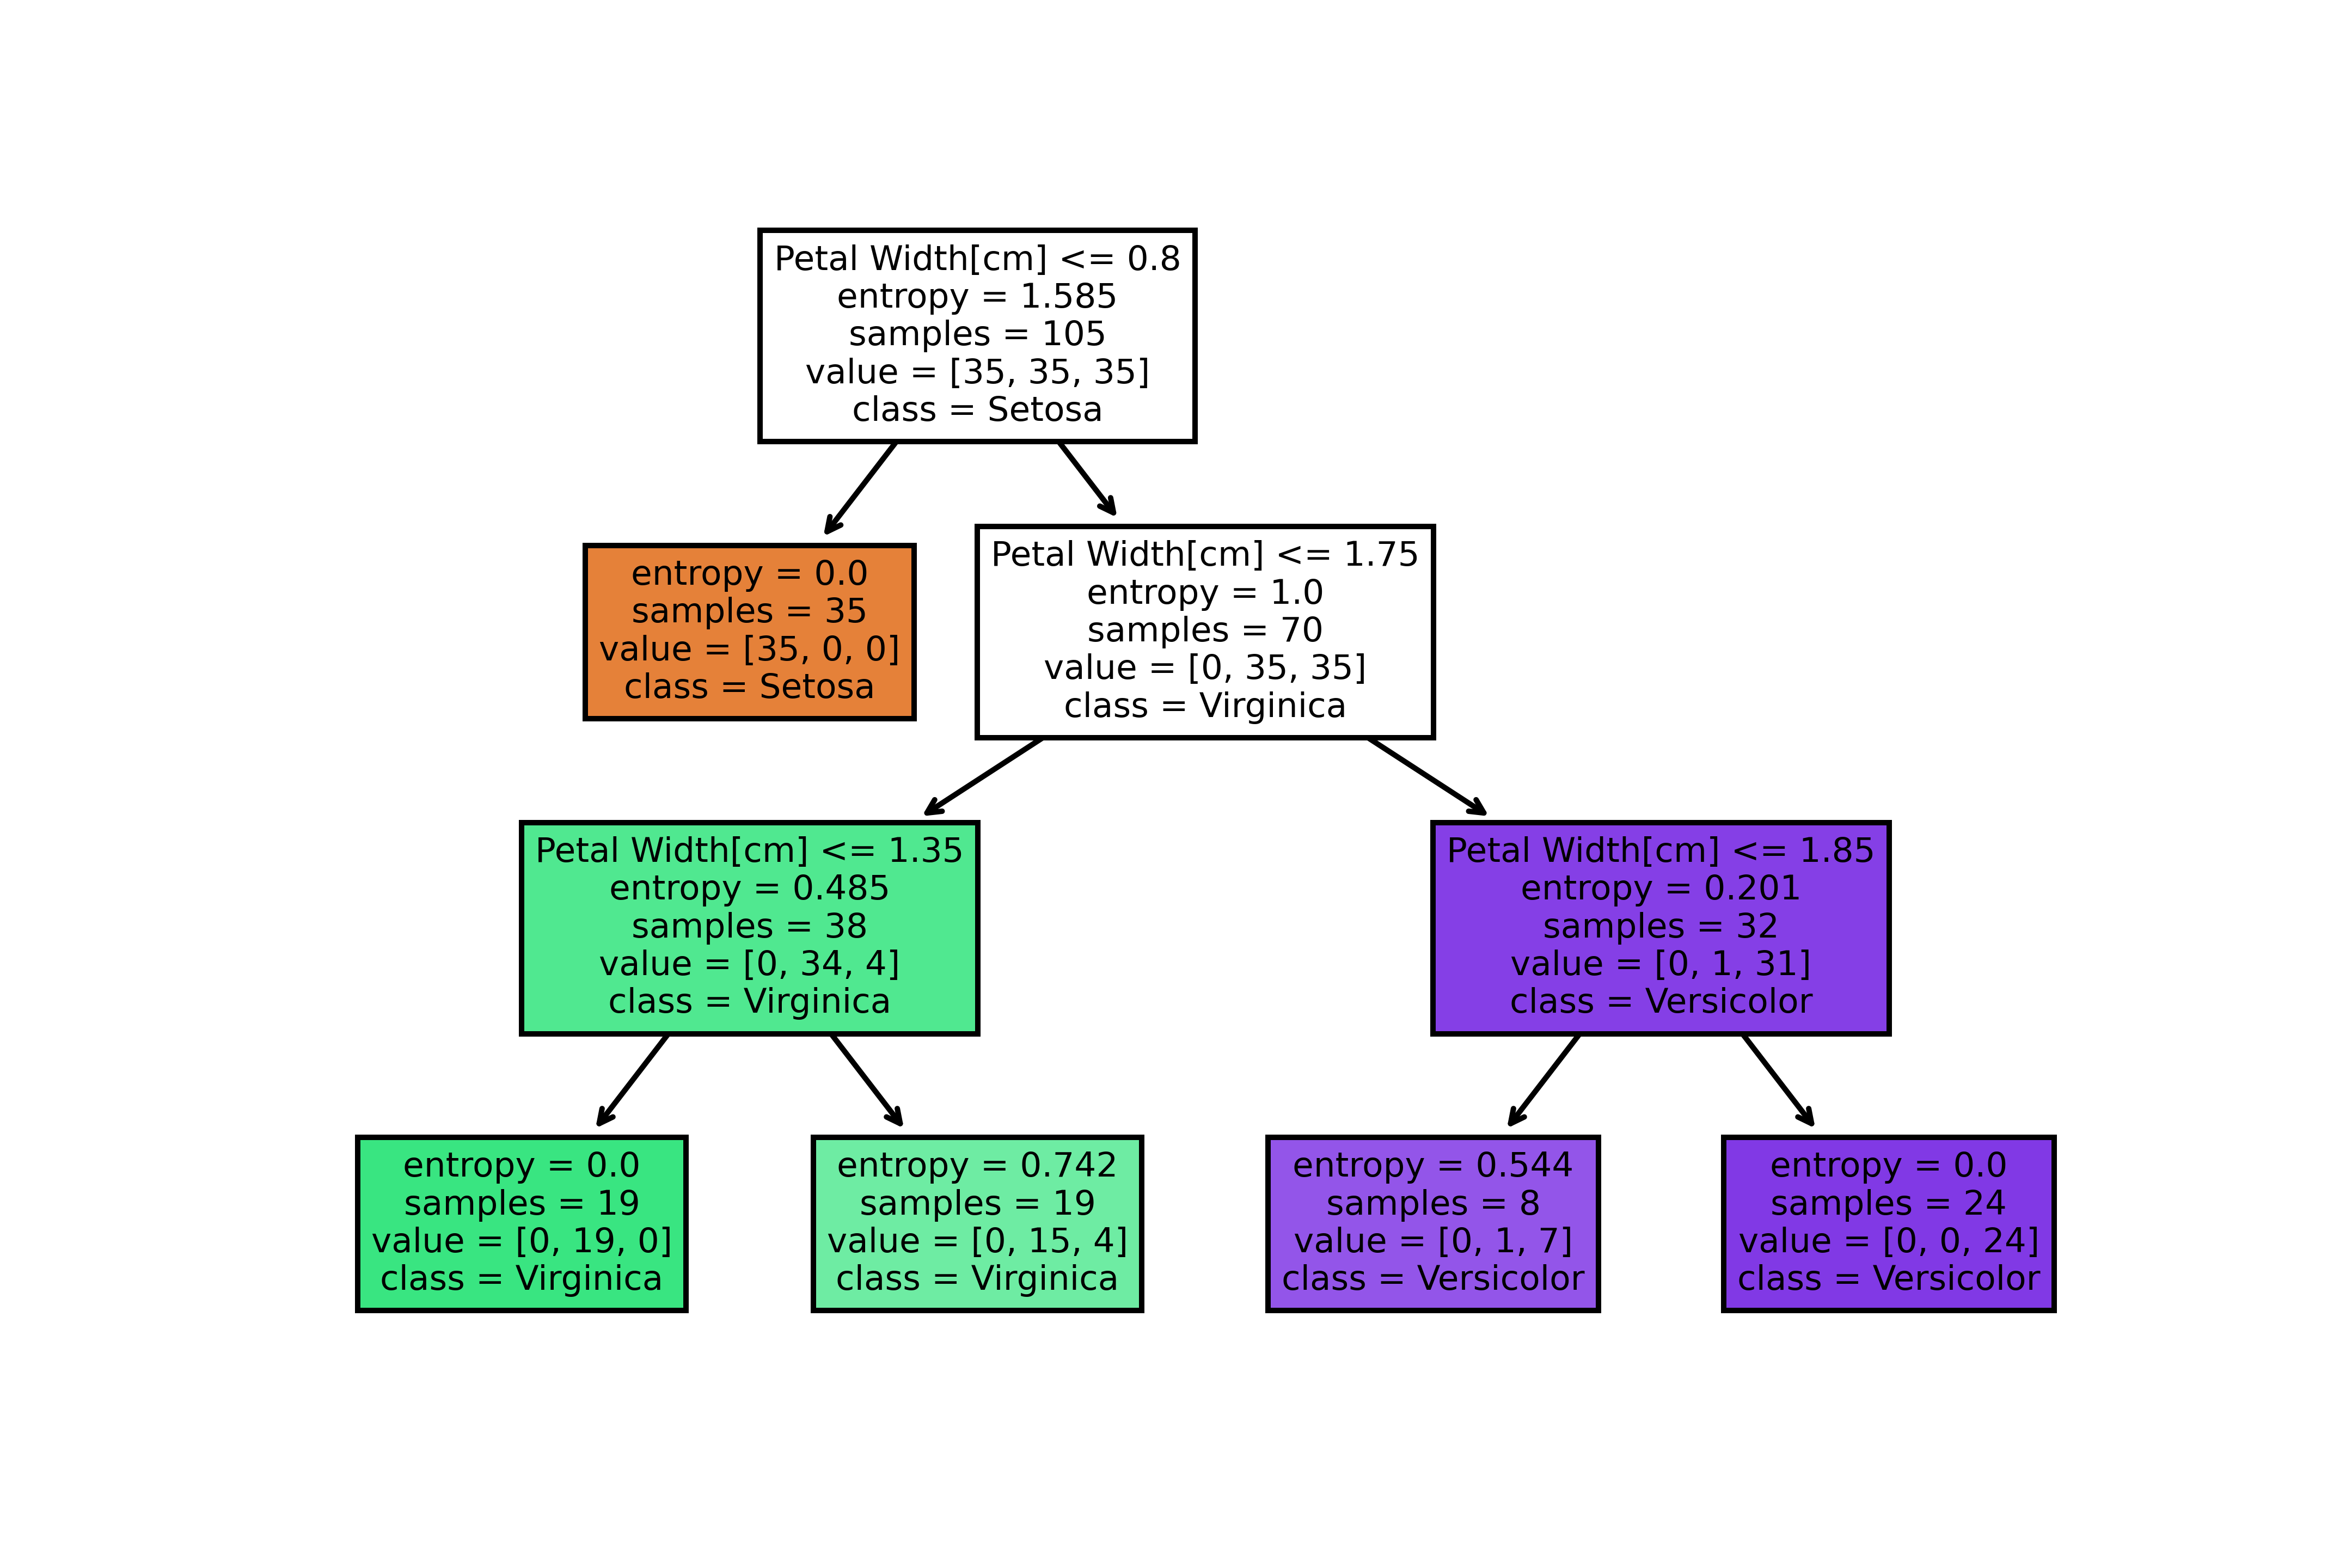 Petal Width[cm] <= 0.8
entropy = 1.585
samples = 105
value = [35, 35, 35]
class = Setosa
entropy = 0.0
samples = 35
value = [35, 0, 0]
class = Setosa
Petal Width[cm] <= 1.75
entropy = 1.0
samples = 70
value = [0, 35, 35]
class = Virginica
Petal Width[cm] <= 1.35
entropy = 0.485
samples = 38
value = [0, 34, 4]
class = Virginica
Petal Width[cm] <= 1.85
entropy = 0.201
samples = 32
value = [0, 1, 31]
class = Versicolor
entropy = 0.0
samples = 19
value = [0, 19, 0]
class = Virginica
entropy = 0.742
samples = 19
value = [0, 15, 4]
class = Virginica
entropy = 0.544
samples = 8
value = [0, 1, 7]
class = Versicolor
entropy = 0.0
samples = 24
value = [0, 0, 24]
class = Versicolor